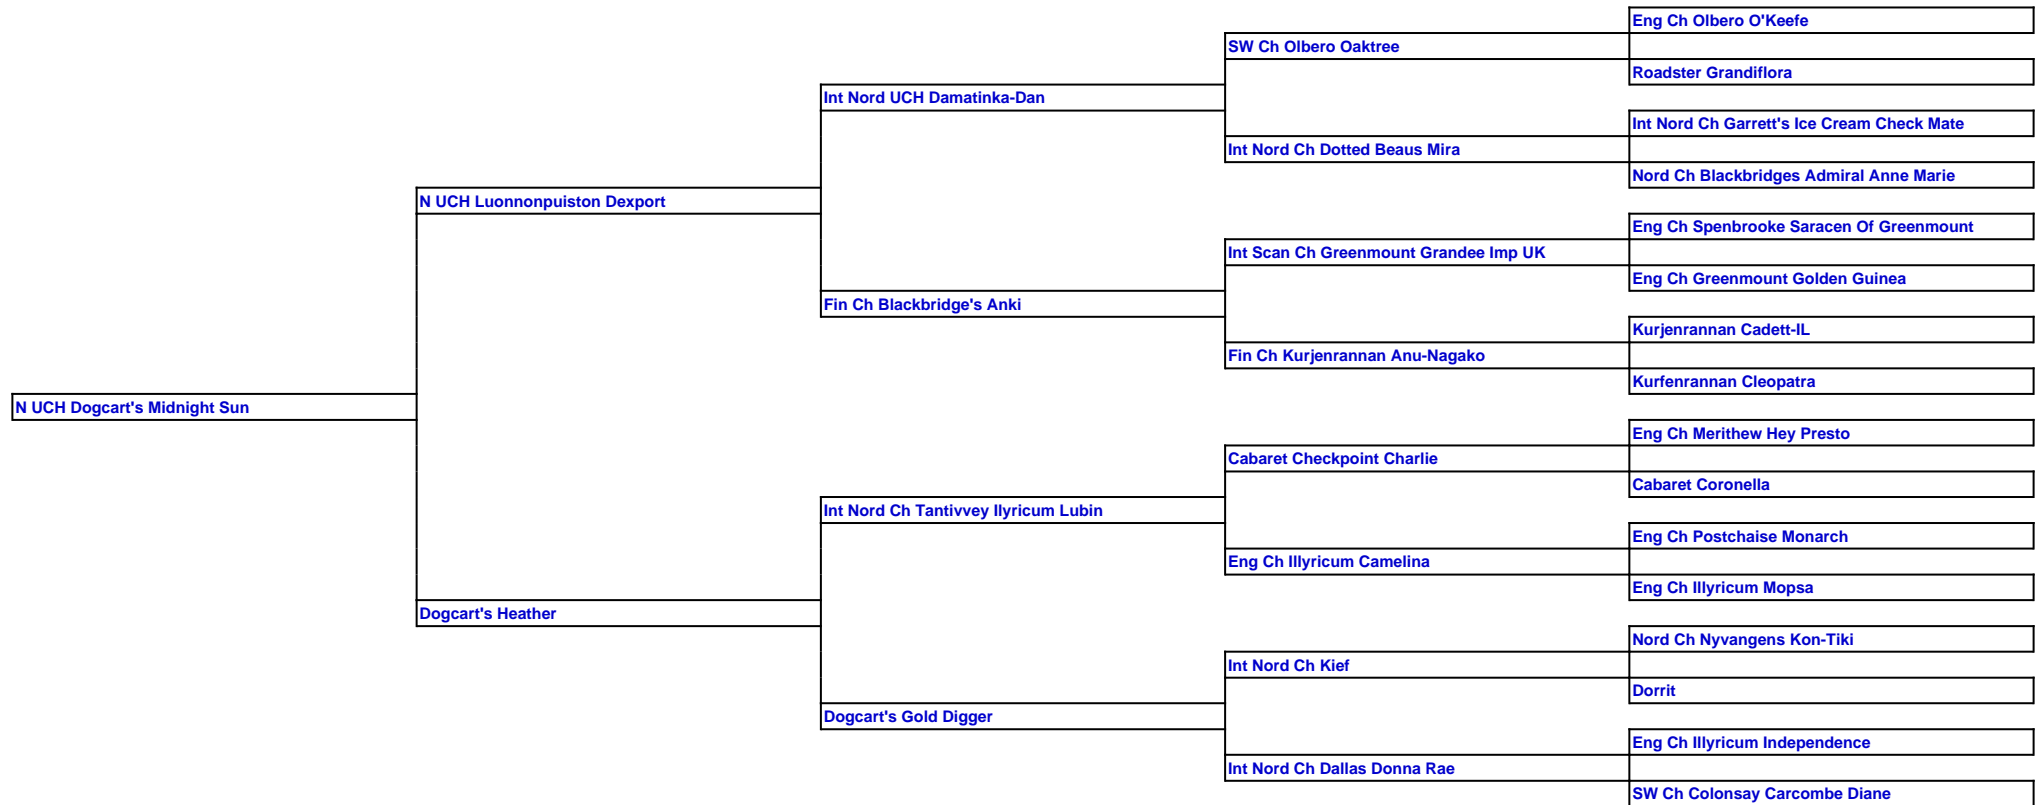 Eng Ch Olbero O'Keefe
SW Ch Olbero Oaktree
Roadster Grandiflora
Int Nord UCH Damatinka-Dan
Int Nord Ch Garrett's Ice Cream Check Mate
Int Nord Ch Dotted Beaus Mira
Nord Ch Blackbridges Admiral Anne Marie
N UCH Luonnonpuiston Dexport
Eng Ch Spenbrooke Saracen Of Greenmount
Int Scan Ch Greenmount Grandee Imp UK
Eng Ch Greenmount Golden Guinea
Fin Ch Blackbridge's Anki
Kurjenrannan Cadett-IL
Fin Ch Kurjenrannan Anu-Nagako
Kurfenrannan Cleopatra
N UCH Dogcart's Midnight Sun
Eng Ch Merithew Hey Presto
Cabaret Checkpoint Charlie
Cabaret Coronella
Int Nord Ch Tantivvey Ilyricum Lubin
Eng Ch Postchaise Monarch
Eng Ch Illyricum Camelina
Eng Ch Illyricum Mopsa
Dogcart's Heather
Nord Ch Nyvangens Kon-Tiki
Int Nord Ch Kief
Dorrit
Dogcart's Gold Digger
Eng Ch Illyricum Independence
Int Nord Ch Dallas Donna Rae
SW Ch Colonsay Carcombe Diane